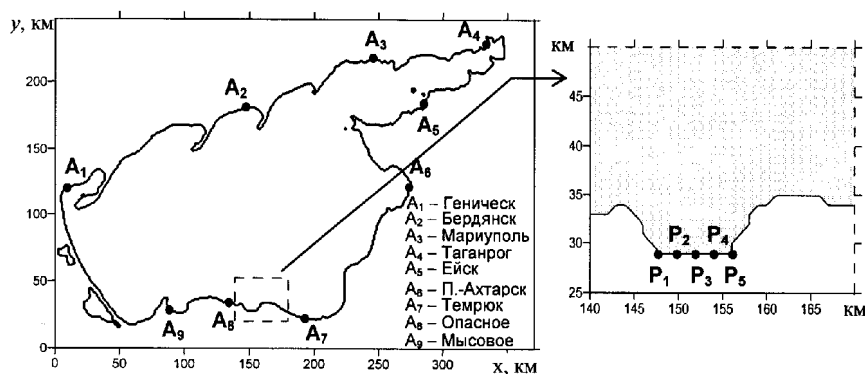 y, км
200
150
100
50
0
0
50
100
150
200
250
300
x, км
A1
A2
A3
A4
A5
A6
A7
A8
A9
A1 – Геническ
A2 – Бердянск
A3 – Мариуполь
A4 – Таганрог
A5 – Ейск
A6 – П.-Ахтарск
A7 – Темрюк
A8 – Опасное
A9 – Мысовое
км
45
40
35
30
25
140
145
150
155
160
165
км
P1
P2
P3
P4
P5